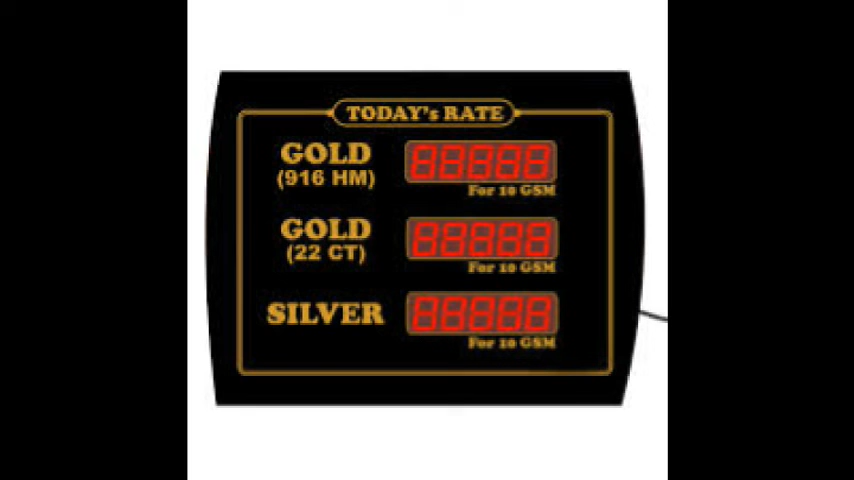 TODAY's RATE
GOLD 88888
(916 HM)
For 10 GSM
GOLD 88888
(22 CT)
For 10 GSM
SILVER 88888
For 10 GSM